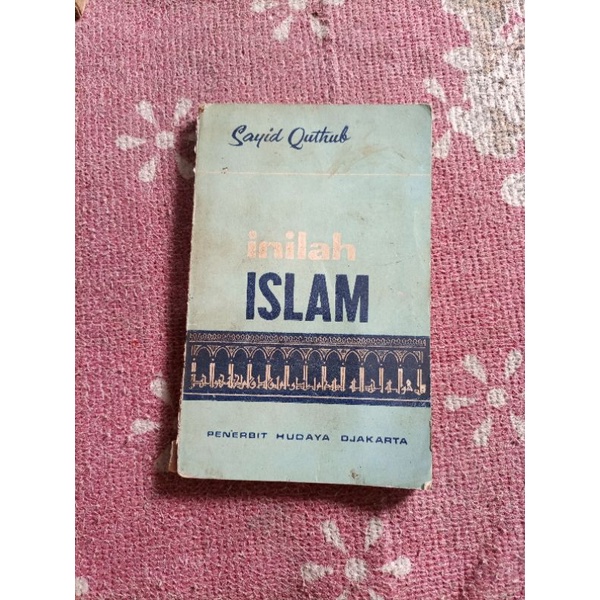 Sayid Quthub
inilah
ISLAM
PENERBIT HUDAYA DJAKARTA